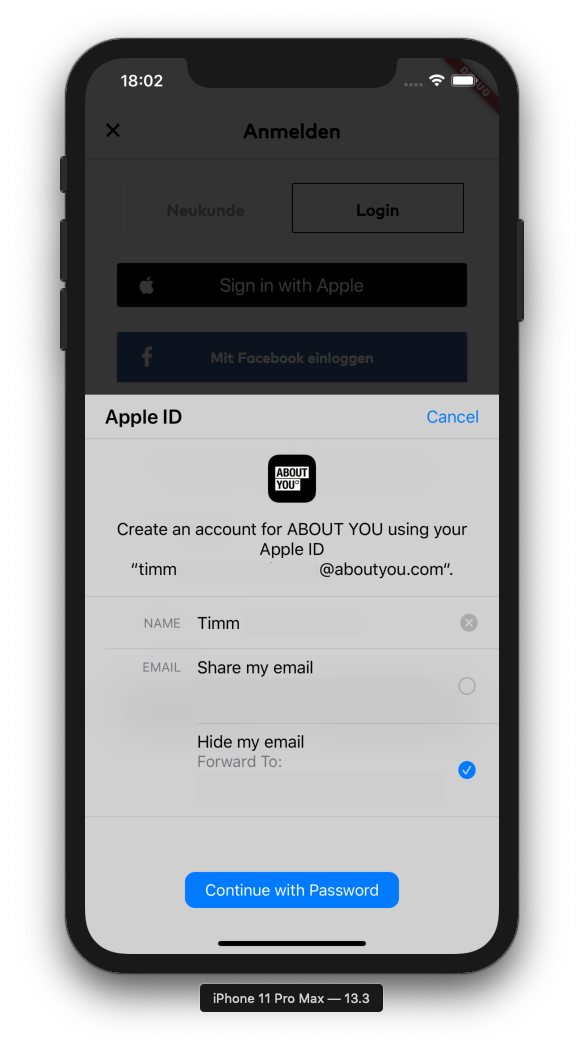 18:02
DEBUG
Anmelden
Neukunde
Login
Sign in with Apple
Mit Facebook einloggen
Apple ID
Cancel
ABOUT
YOU°
Create an account for ABOUT YOU using your
Apple ID
“timm @aboutyou.com“.
NAME
Timm
EMAIL
Share my email
Hide my email
Forward To:
Continue with Password
iPhone 11 Pro Max — 13.3